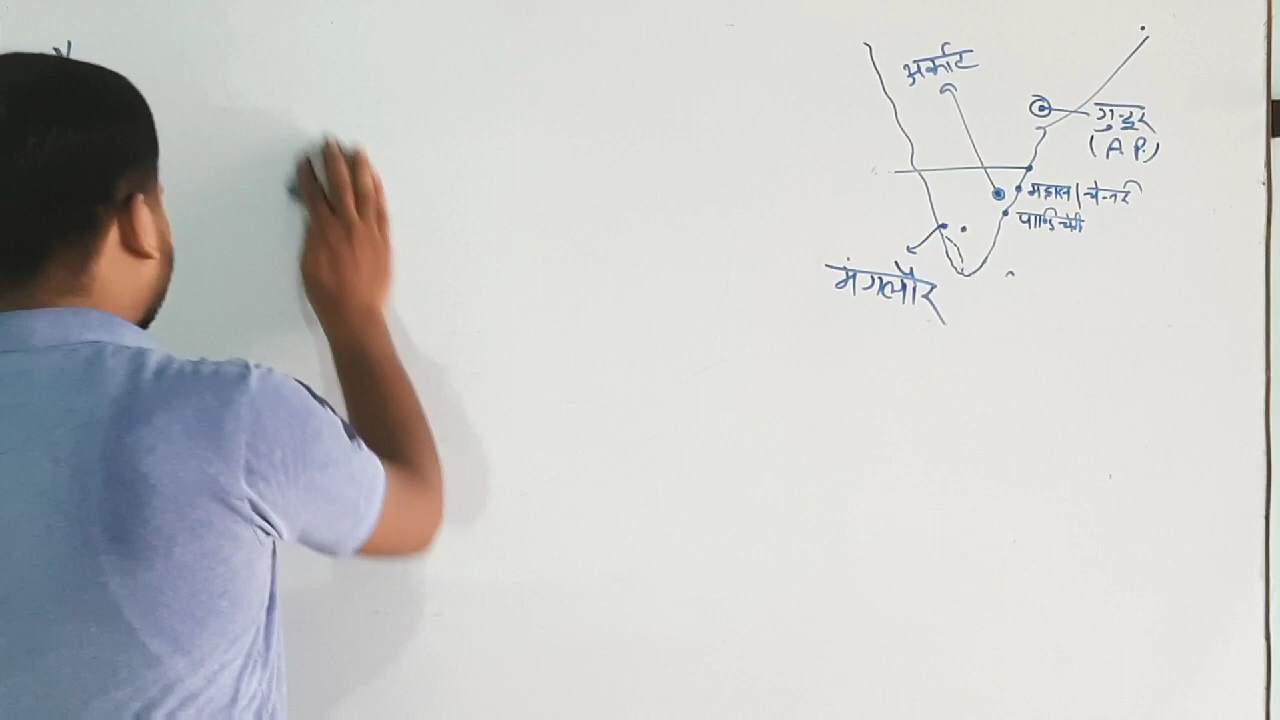 अर्काट
गुन्टूर
(A.P.)
मद्रास | चेन्नई
पाण्डिचेरी
मंगलौर